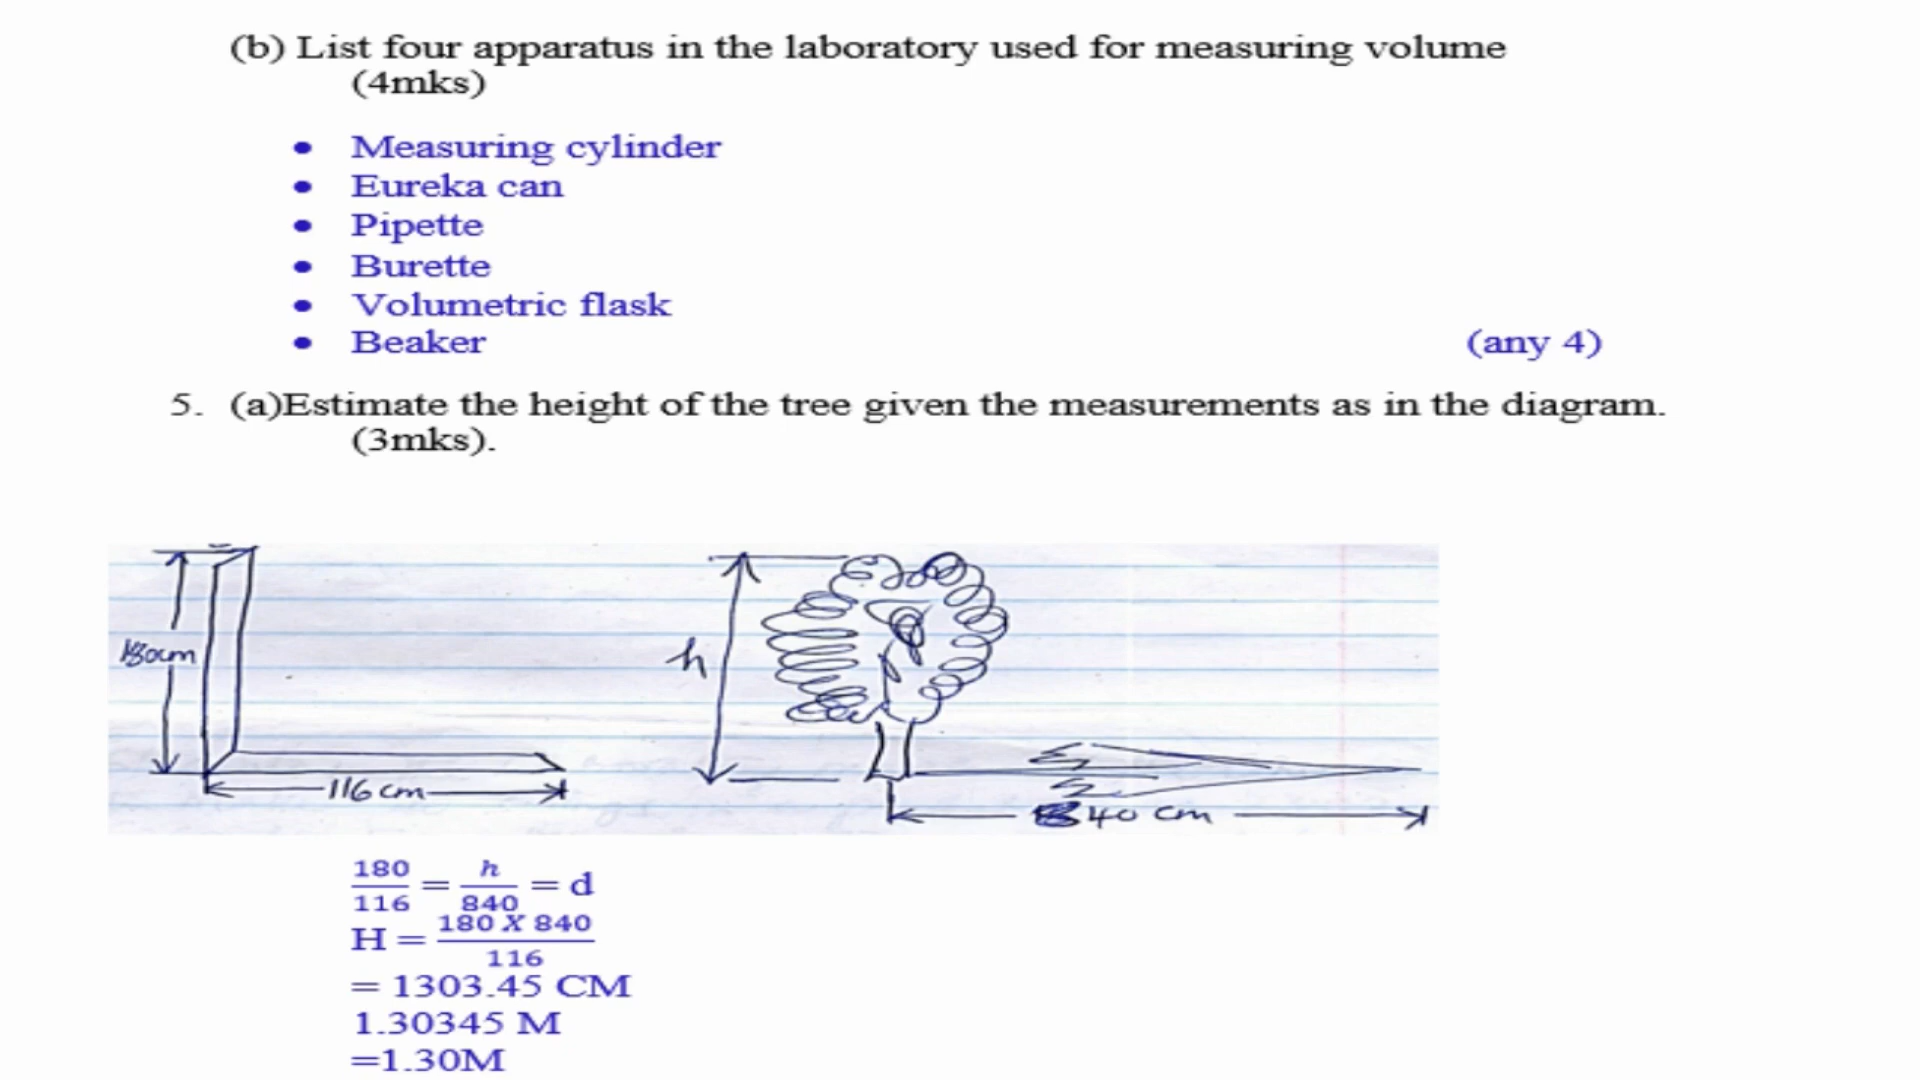 (b) List four apparatus in the laboratory used for measuring volume
(4mks)
• Measuring cylinder
• Eureka can
• Pipette
• Burette
• Volumetric flask
• Beaker (any 4)
5. (a)Estimate the height of the tree given the measurements as in the diagram.
(3mks).
180cm
h
116cm
840 cm
180/116 = h/840 = d
H = 180 X 840/116
= 1303.45 CM
1.30345 M
=1.30M